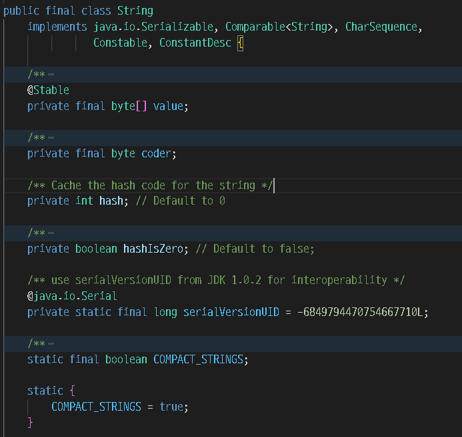 public final class String
implements java.io.Serializable, Comparable<String>, CharSequence,
Constable, ConstantDesc {
/** ⋯
@Stable
private final byte[] value;
/** ⋯
private final byte coder;
/** Cache the hash code for the string */
private int hash; // Default to 0
/** ⋯
private boolean hashIsZero; // Default to false;
/** use serialVersionUID from JDK 1.0.2 for interoperability */
@java.io.Serial
private static final long serialVersionUID = -6849794470754667710L;
/** ⋯
static final boolean COMPACT_STRINGS;
static {
COMPACT_STRINGS = true;
}